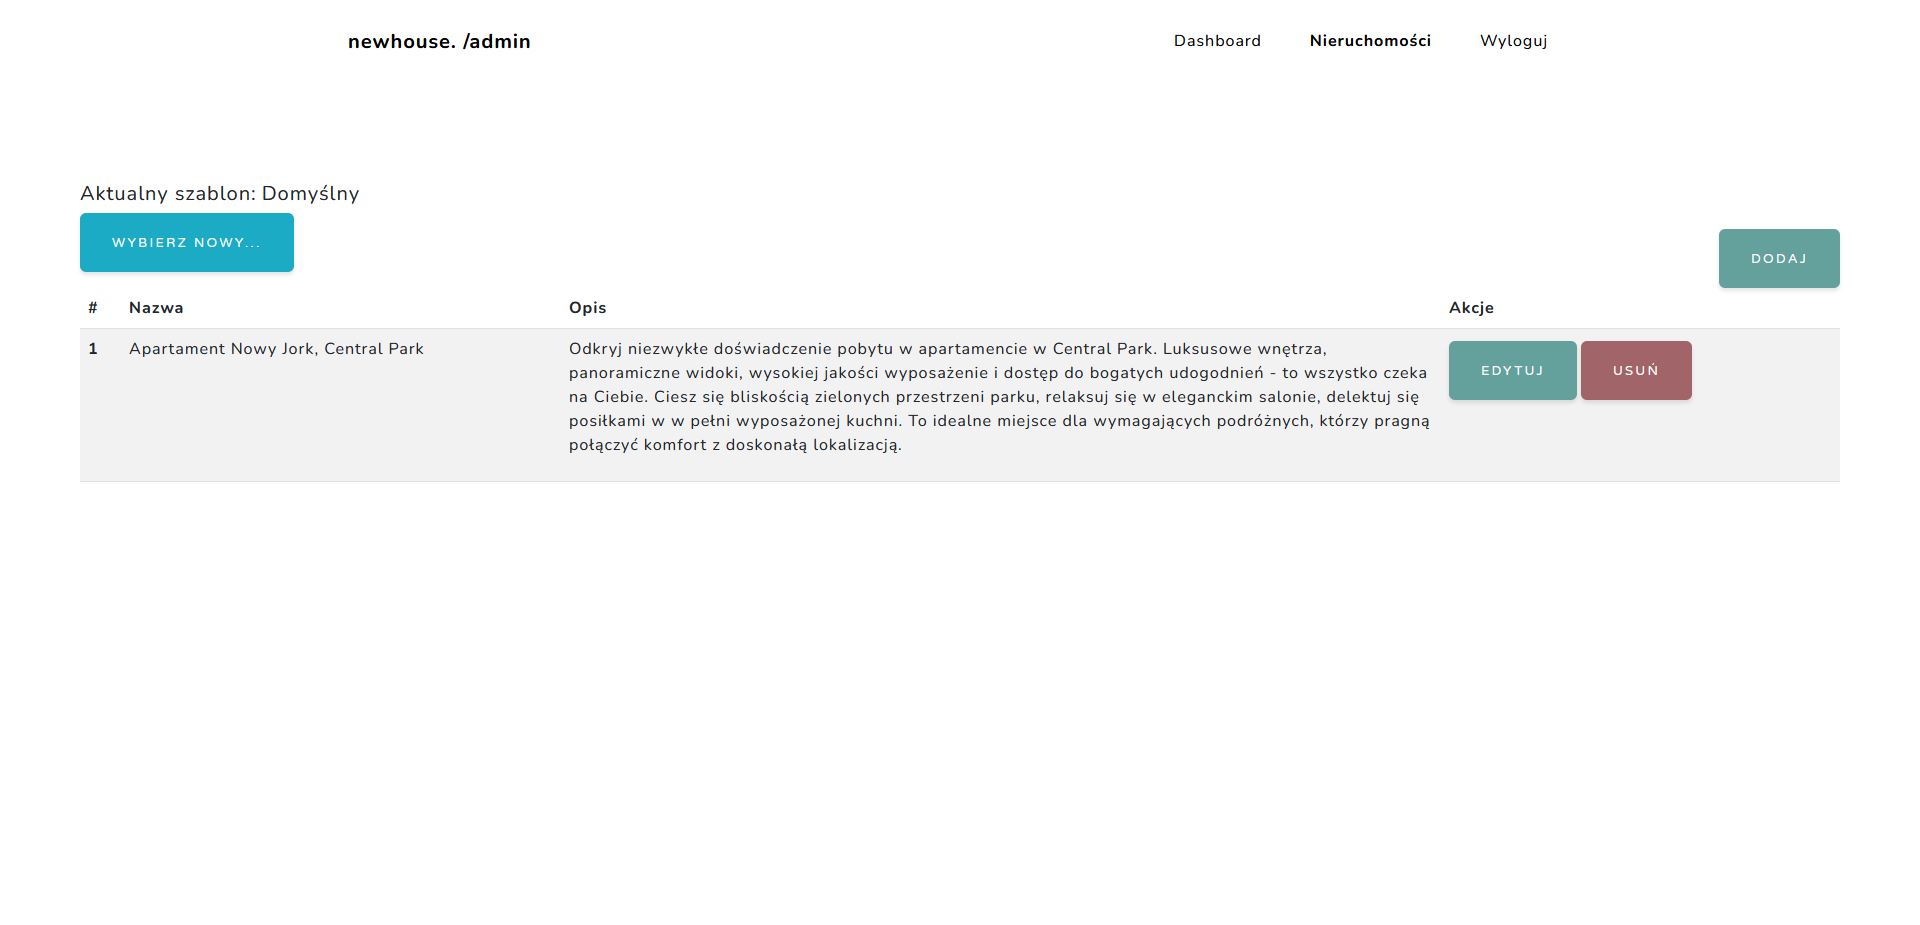 newhouse. /admin
Dashboard Nieruchomości Wyloguj
Aktualny szablon: Domyślny
WYBIERZ NOWY...
DODAJ
# Nazwa Opis Akcje
1 Apartament Nowy Jork, Central Park
Odkryj niezwykłe doświadczenie pobytu w apartamencie w Central Park. Luksusowe wnętrza,
panoramiczne widoki, wysokiej jakości wyposażenie i dostęp do bogatych udogodnień - to wszystko czeka
na Ciebie. Ciesz się bliskością zielonych przestrzeni parku, relaksuj się w eleganckim salonie, delektuj się
posiłkami w w pełni wyposażonej kuchni. To idealne miejsce dla wymagających podróżnych, którzy pragną
połączyć komfort z doskonałą lokalizacją.
EDYTUJ USUŃ